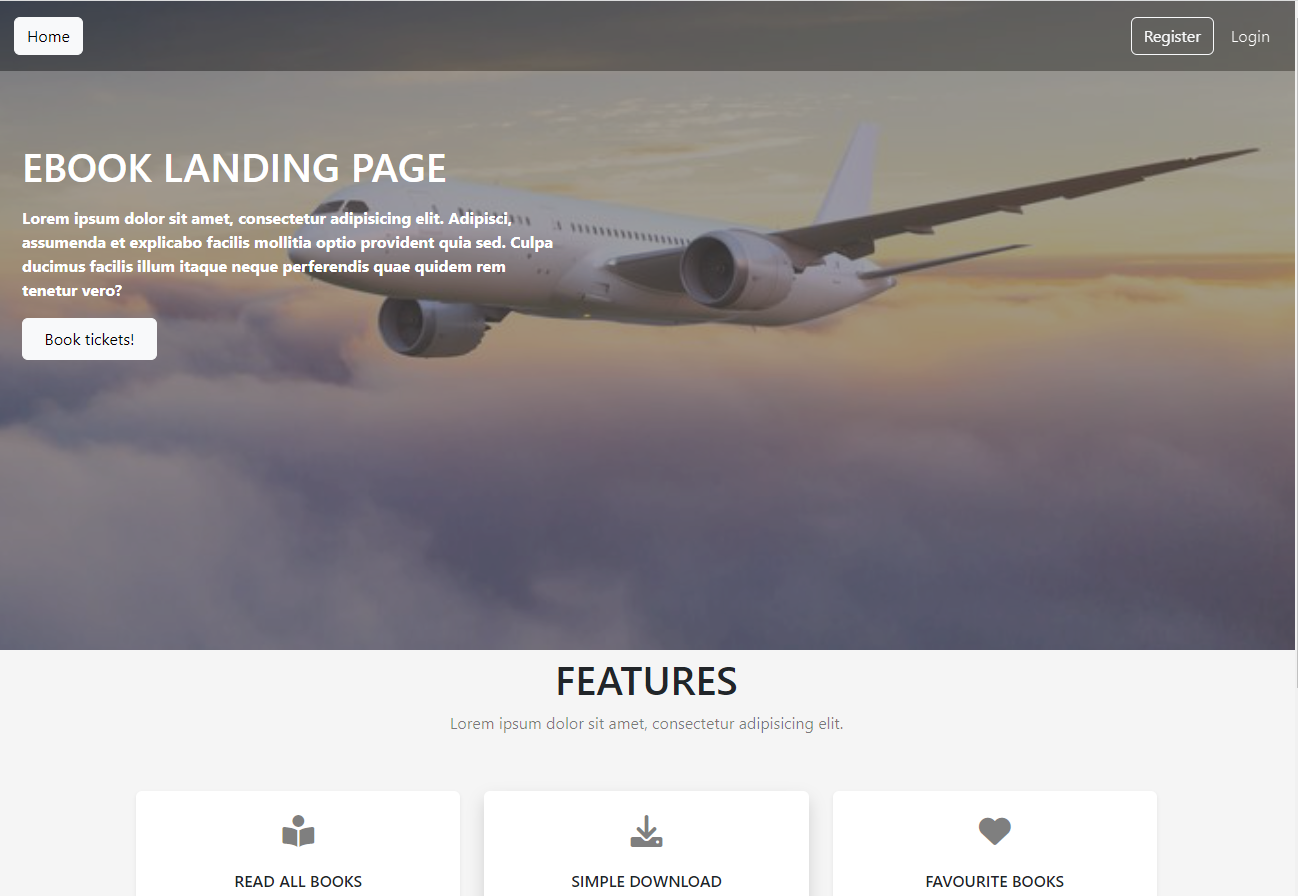 Home
Register
Login
EBOOK LANDING PAGE
Lorem ipsum dolor sit amet, consectetur adipisicing elit. Adipisci,
assumenda et explicabo facilis mollitia optio provident quia sed. Culpa
ducimus facilis illum itaque neque perferendis quae quidem rem
tenetur vero?
Book tickets!
FEATURES
Lorem ipsum dolor sit amet, consectetur adipisicing elit.
READ ALL BOOKS
SIMPLE DOWNLOAD
FAVOURITE BOOKS